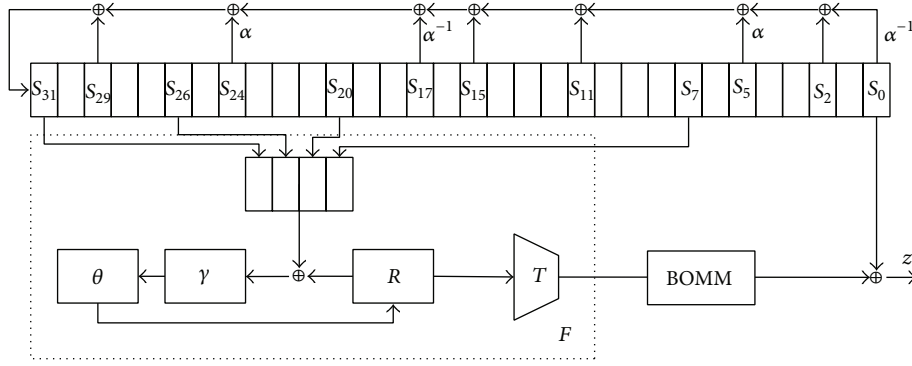 ⊕ ⊕ ⊕ ⊕ ⊕ ⊕ ⊕
α α⁻¹ α α⁻¹
S₃₁ S₂₉ S₂₆ S₂₄ S₂₀ S₁₇ S₁₅ S₁₁ S₇ S₅ S₂ S₀
θ γ ⊕ R T BOMM ⊕ z
F